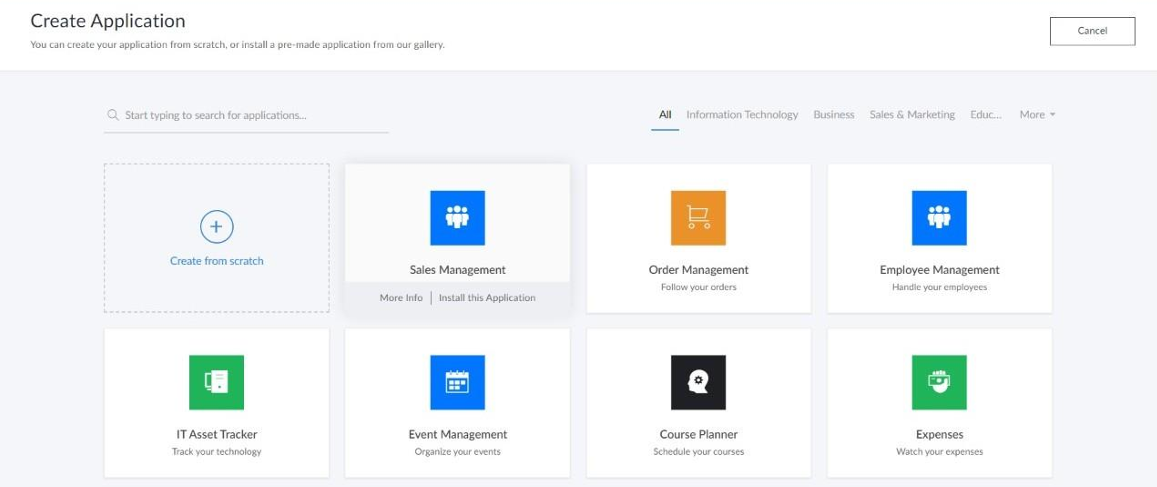 Create Application
You can create your application from scratch, or install a pre-made application from our gallery.
Cancel
Start typing to search for applications...
All Information Technology Business Sales & Marketing Educ... More
Create from scratch
Sales Management
More Info | Install this Application
Order Management
Follow your orders
Employee Management
Handle your employees
IT Asset Tracker
Track your technology
Event Management
Organize your events
Course Planner
Schedule your courses
Expenses
Watch your expenses